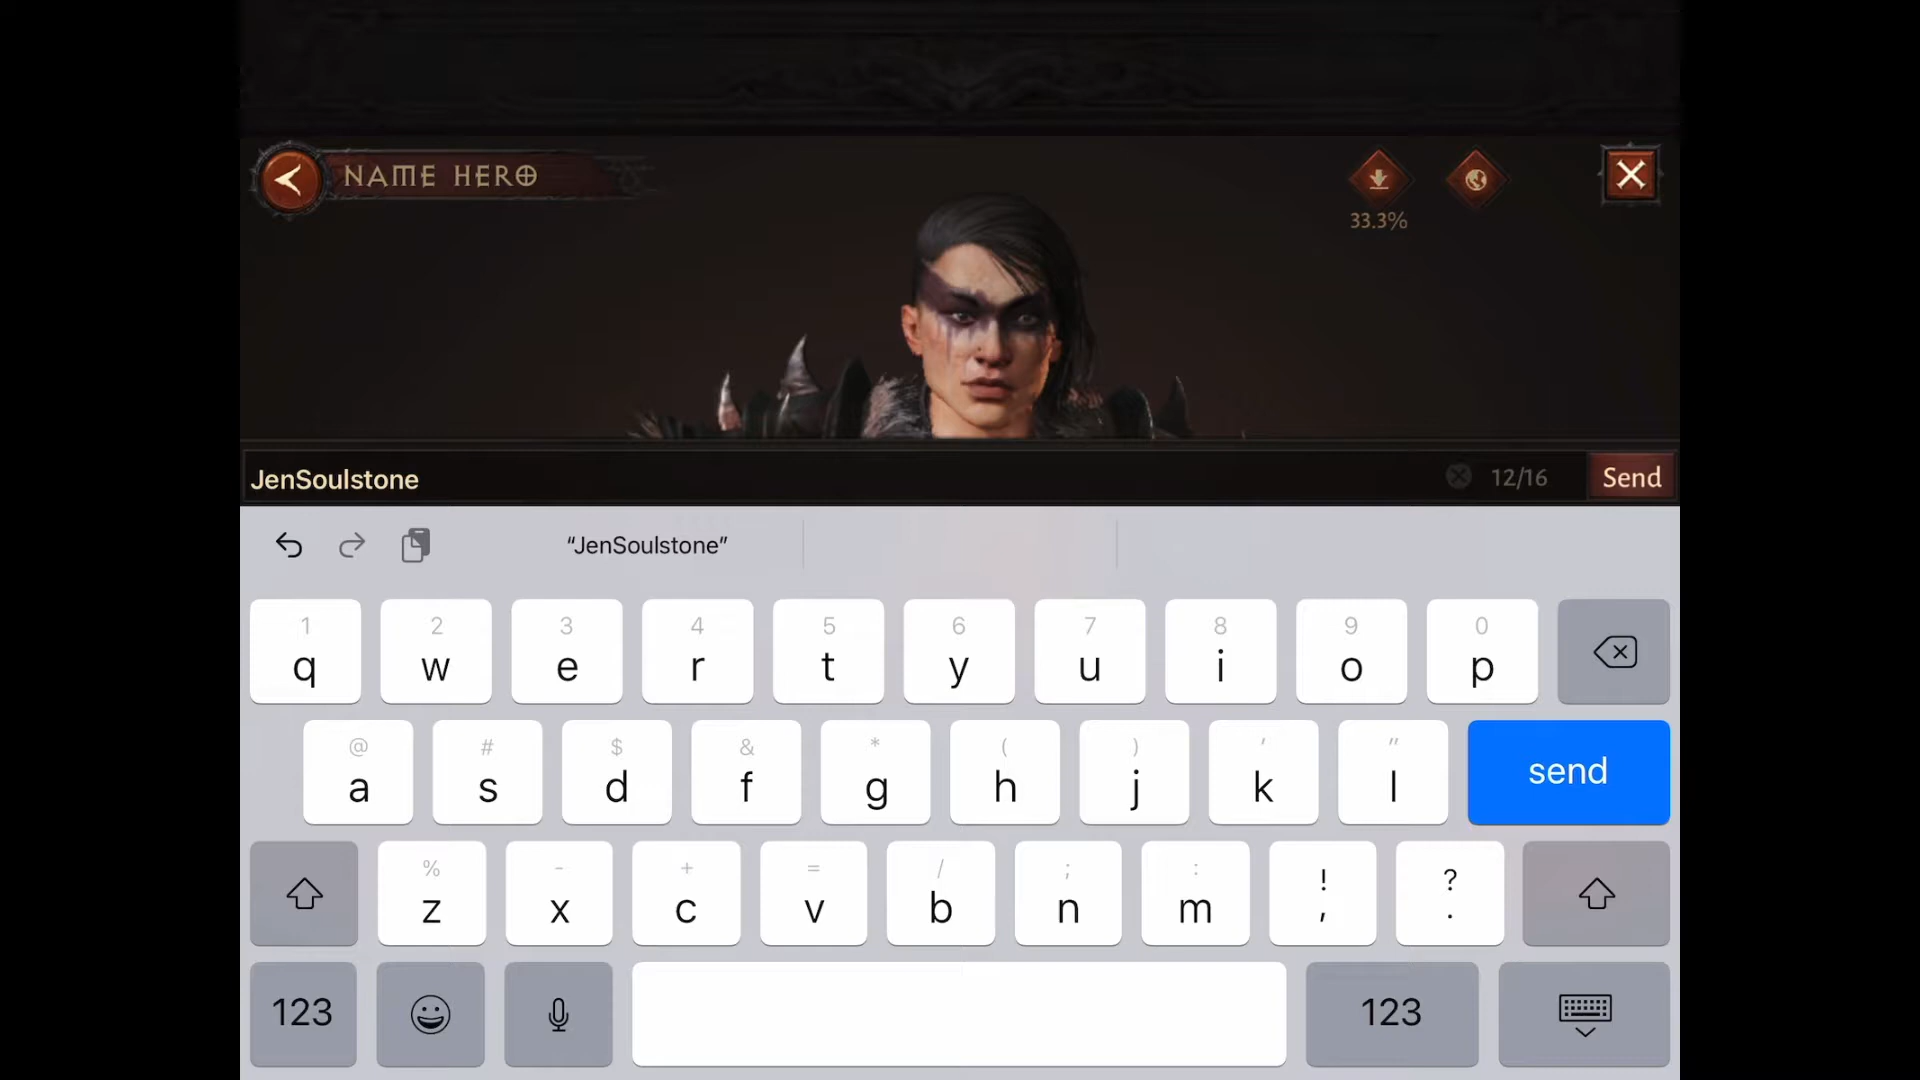 NAME HERO
33.3%
JenSoulstone
12/16
Send
“JenSoulstone”
1 2 3 4 5 6 7 8 9 0
q w e r t y u i o p
@ # $ & * ( ) ' "
a s d f g h j k l send
% - + = / ; : ! ?
z x c v b n m , .
123 123